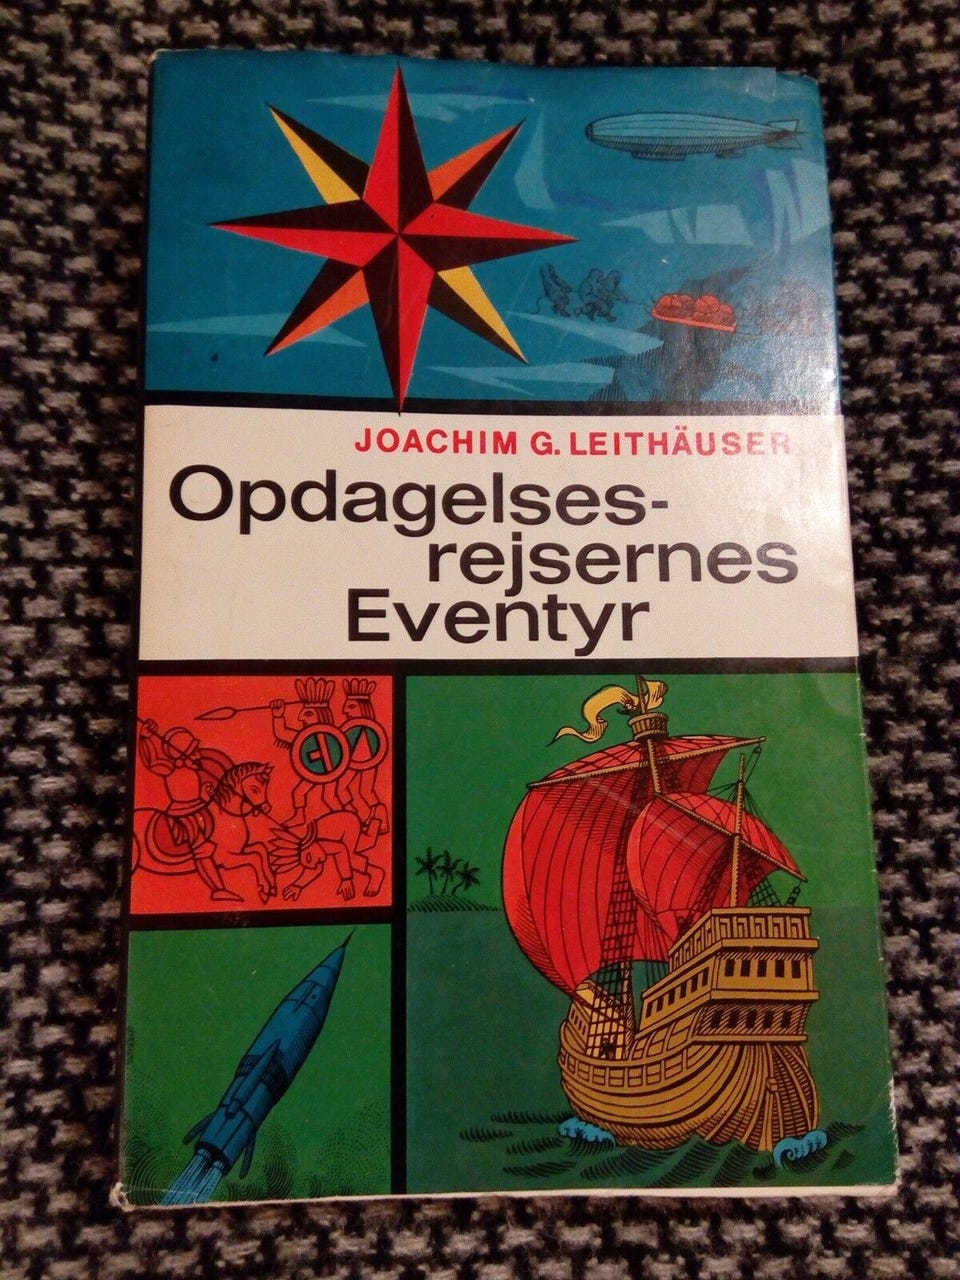 JOACHIM G. LEITHÄUSER
Opdagelses-
rejsernes
Eventyr